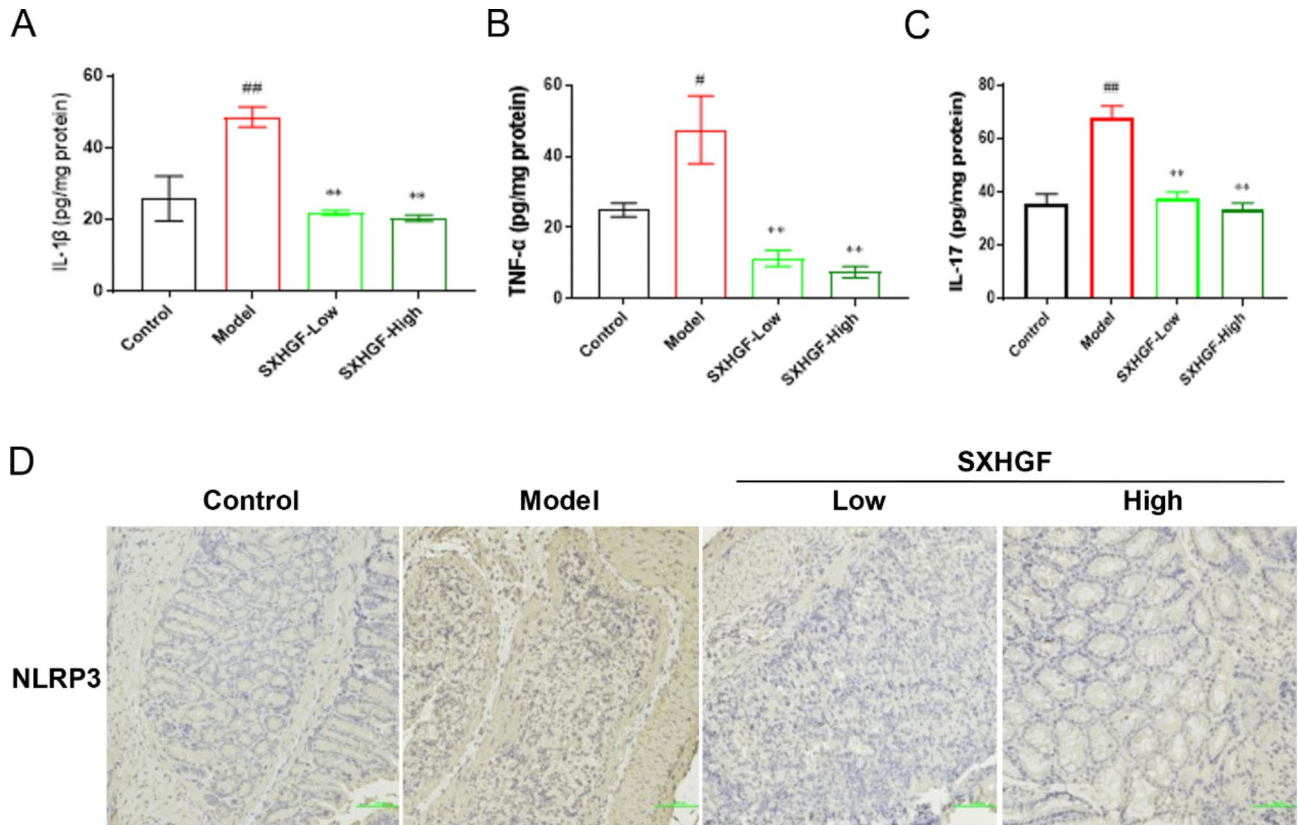 A
IL-1β (pg/mg protein)
60
40
20
0
##
**
**
Control
Model
SXHGF-Low
SXHGF-High
B
TNF-α (pg/mg protein)
60
40
20
0
#
**
**
Control
Model
SXHGF-Low
SXHGF-High
C
IL-17 (pg/mg protein)
80
60
40
20
0
##
**
**
Control
Model
SXHGF-Low
SXHGF-High
D
SXHGF
Control
Model
Low
High
NLRP3